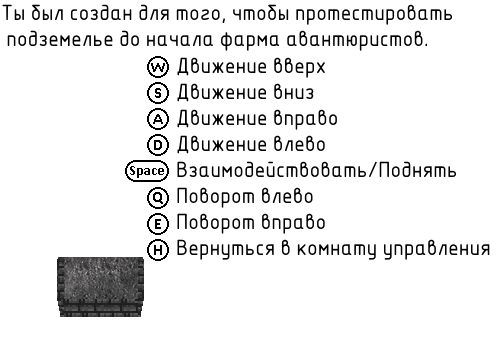 Ты был создан для того, чтобы протестировать
подземелье до начала фарма авантюристов.
W Движение вверх
S Движение вниз
A Движение вправо
D Движение влево
Space Взаимодействовать/Поднять
Q Поворот влево
E Поворот вправо
H Вернуться в комнату управления